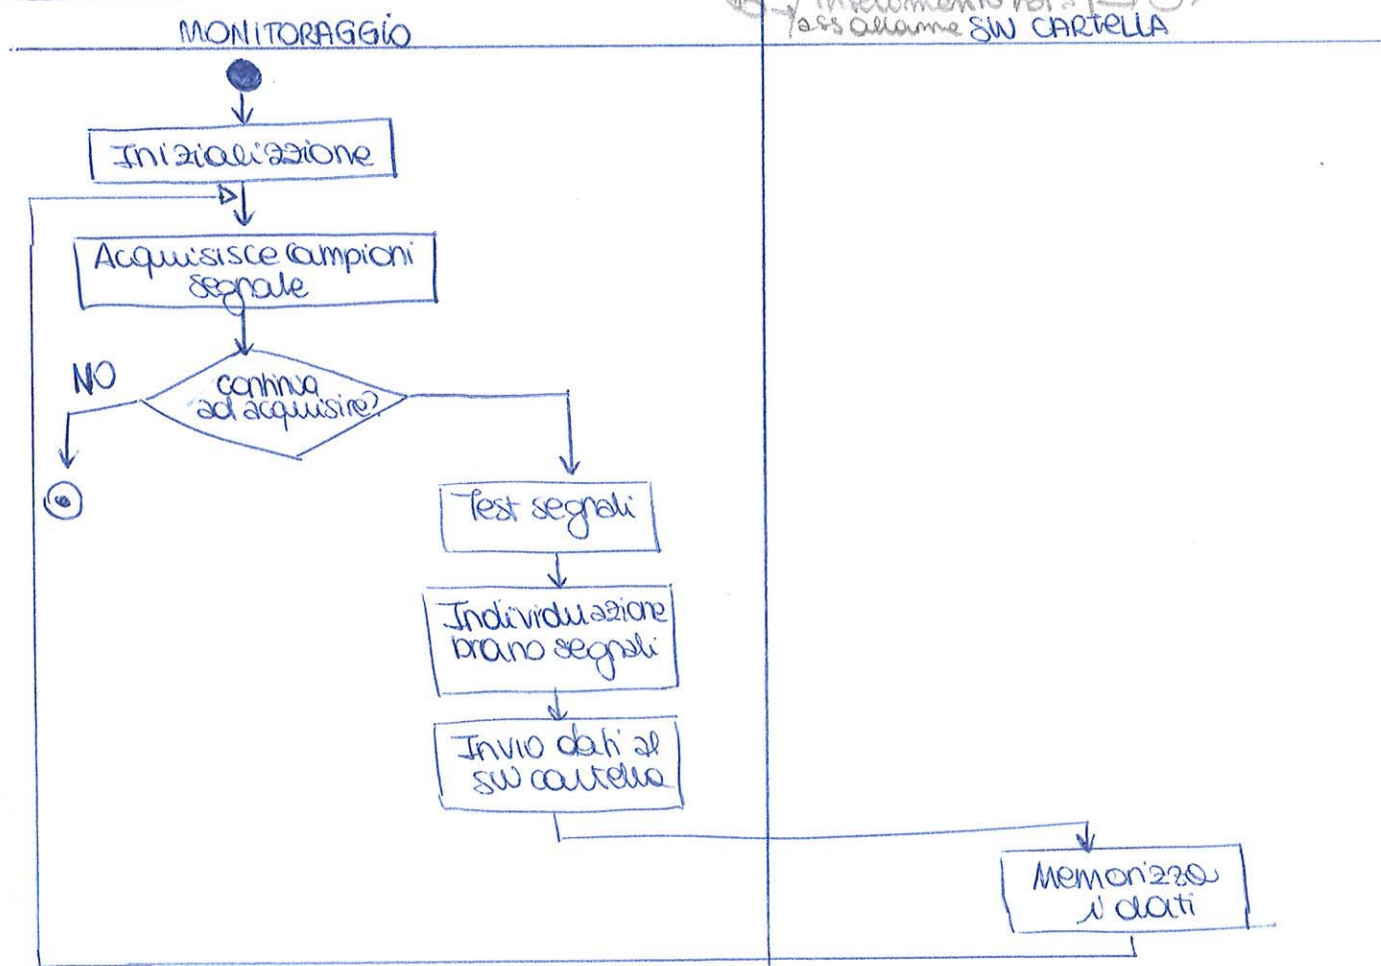 MONITORAGGIO
SW CARTELLA
Inizializzione
Acquisisce campioni
segnale
NO
continua
ad acquisire?
Test segnali
Individuazione
brano segnali
Invio dati al
SW cartella
Memorizza
i dati